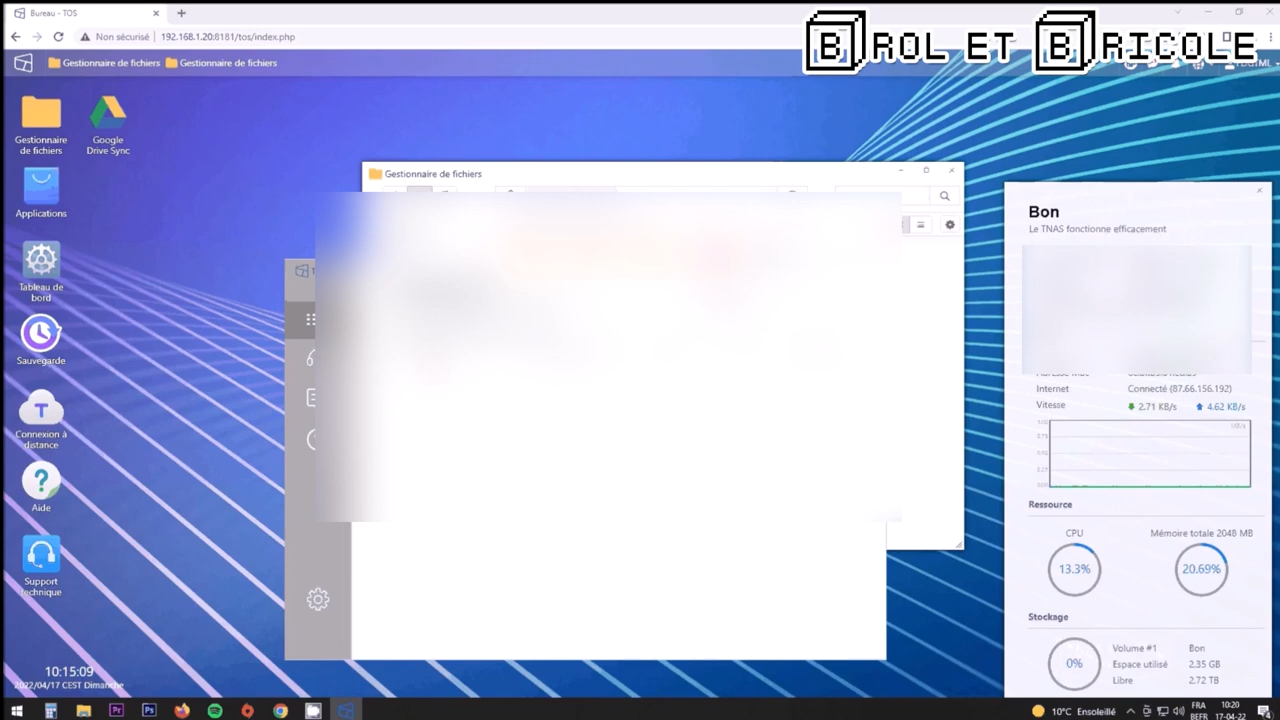 Bureau - TOS
Non sécurisé
192.168.1.20:8181/tos/index.php
BROL ET BRICOLE
Gestionnaire de fichiers
Gestionnaire de fichiers
Gestionnaire
de fichiers
Google
Drive Sync
Applications
Tableau de
bord
Sauvegarde
Connexion à
distance
Aide
Support
technique
10:15:09
2022/04/17 CEST Dimanche
Gestionnaire de fichiers
Bon
Le TNAS fonctionne efficacement
Internet
Connecté (87.66.156.192)
Vitesse
2.71 KB/s
4.62 KB/s
Ressource
CPU
Mémoire totale 2048 MB
13.3%
20.69%
Stockage
0%
Volume #1
Bon
Espace utilisé
2.35 GB
Libre
2.72 TB
10°C Ensoleillé
FRA
BEFR
10:20
17-04-22